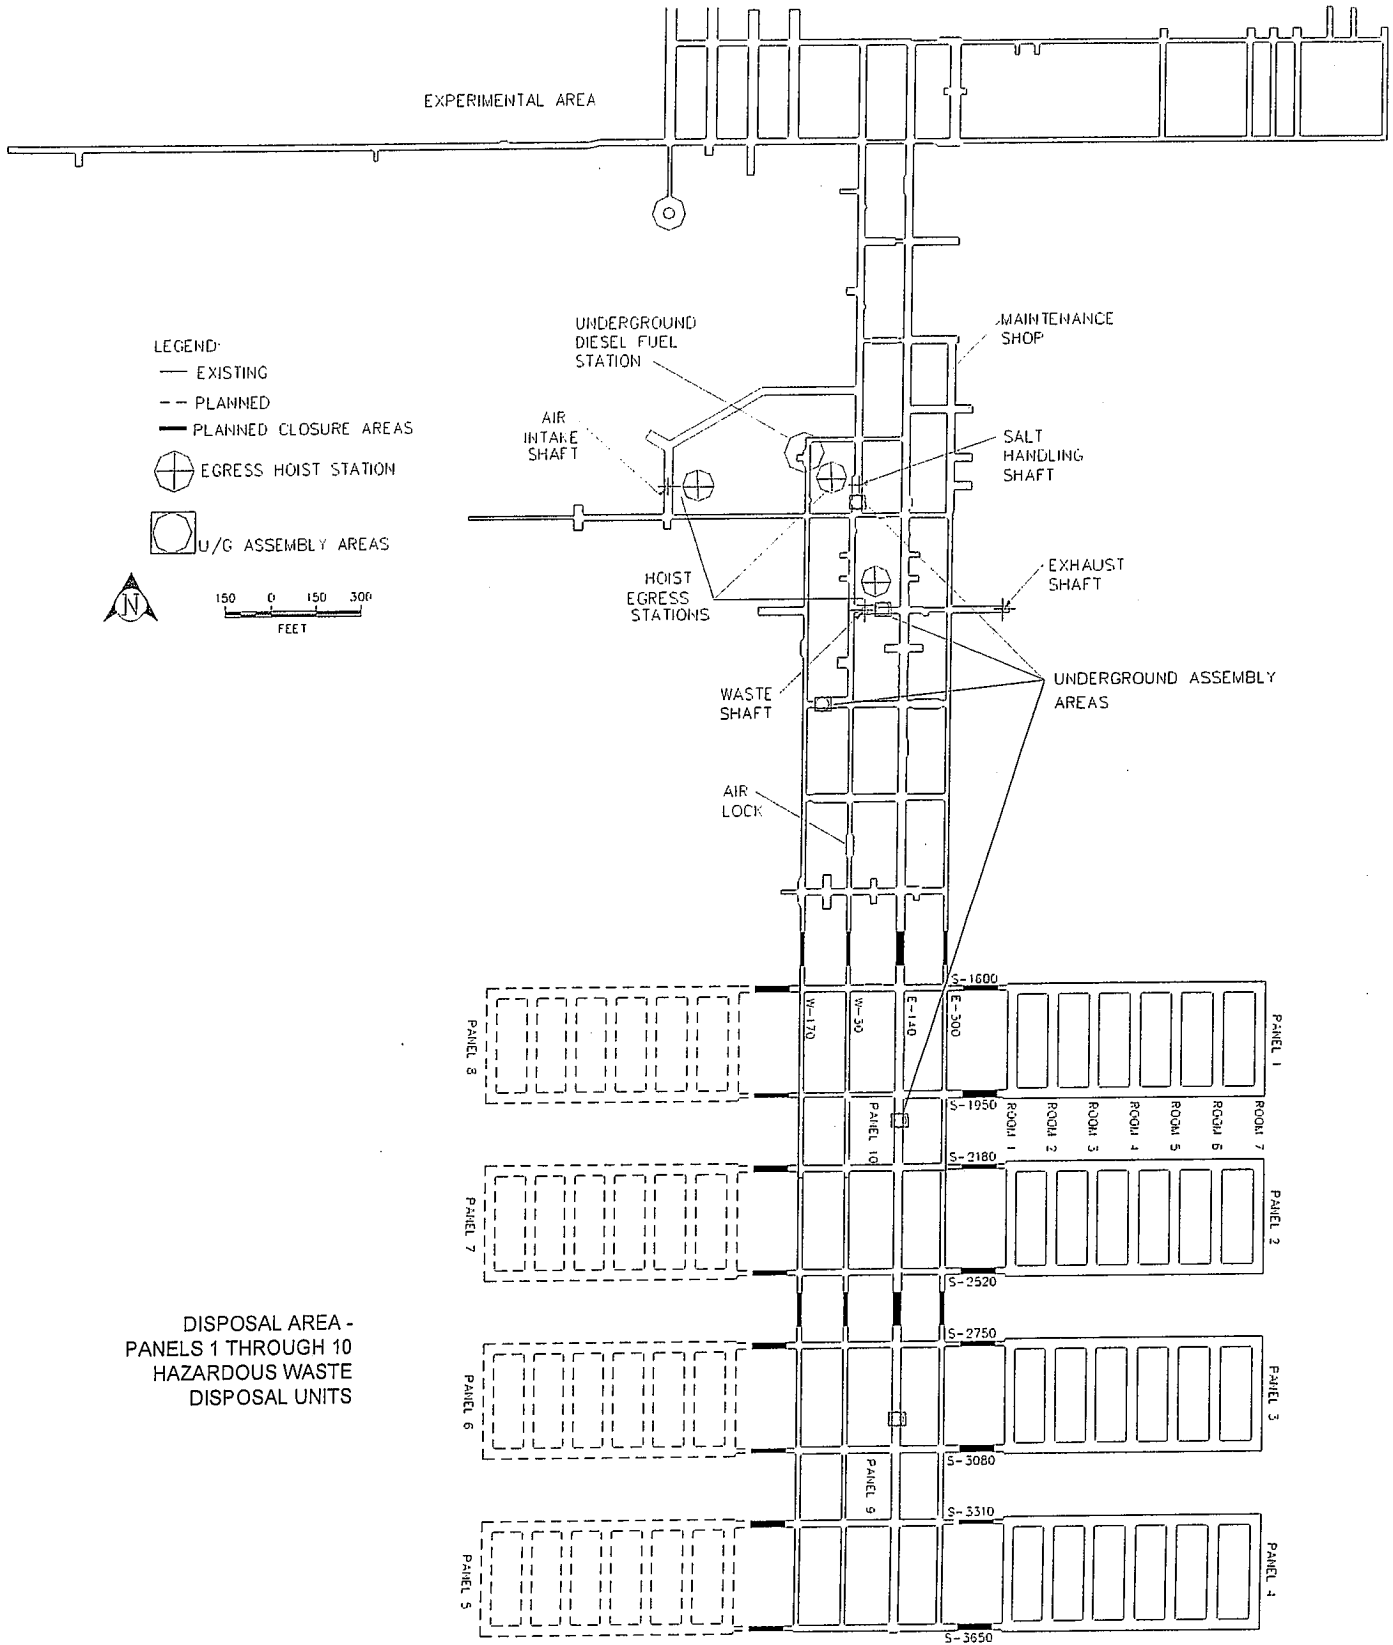 EXPERIMENTAL AREA
UNDERGROUND
DIESEL FUEL
STATION
MAINTENANCE
SHOP
LEGEND:
EXISTING
PLANNED
PLANNED CLOSURE AREAS
EGRESS HOIST STATION
U/G ASSEMBLY AREAS
AIR
INTAKE
SHAFT
SALT
HANDLING
SHAFT
N
150 0 150 300
FEET
HOIST
EGRESS
STATIONS
EXHAUST
SHAFT
WASTE
SHAFT
UNDERGROUND ASSEMBLY
AREAS
AIR
LOCK
S-1600
W-170
W-30
E-140
E-300
PANEL 8
PANEL 1
S-1950
PANEL 10
ROOM 1
ROOM 2
ROOM 3
ROOM 4
ROOM 5
ROOM 6
ROOM 7
S-2180
PANEL 7
PANEL 2
S-2520
DISPOSAL AREA -
PANELS 1 THROUGH 10
HAZARDOUS WASTE
DISPOSAL UNITS
S-2750
PANEL 6
PANEL 3
S-3080
PANEL 9
S-3310
PANEL 5
PANEL 4
S-3650